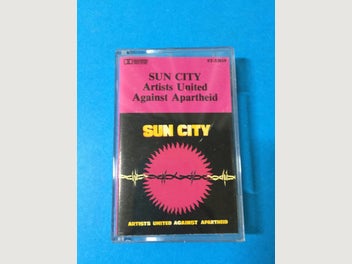 SUN CITY
Artists United
Against Apartheid
SUN CITY
ARTISTS UNITED AGAINST APARTHEID